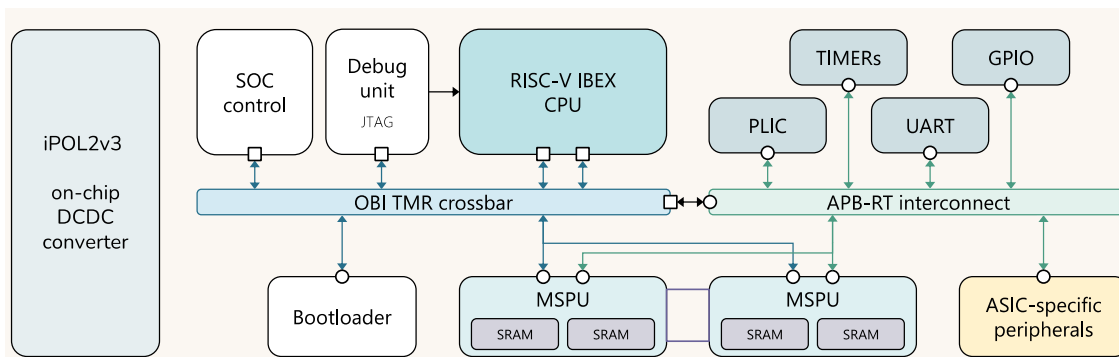 iPOL2v3
on-chip
DCDC
converter
SOC
control
Debug
unit
JTAG
RISC-V IBEX
CPU
TIMERs
GPIO
PLIC
UART
OBI TMR crossbar
APB-RT interconnect
Bootloader
MSPU
SRAM
SRAM
MSPU
SRAM
SRAM
ASIC-specific
peripherals